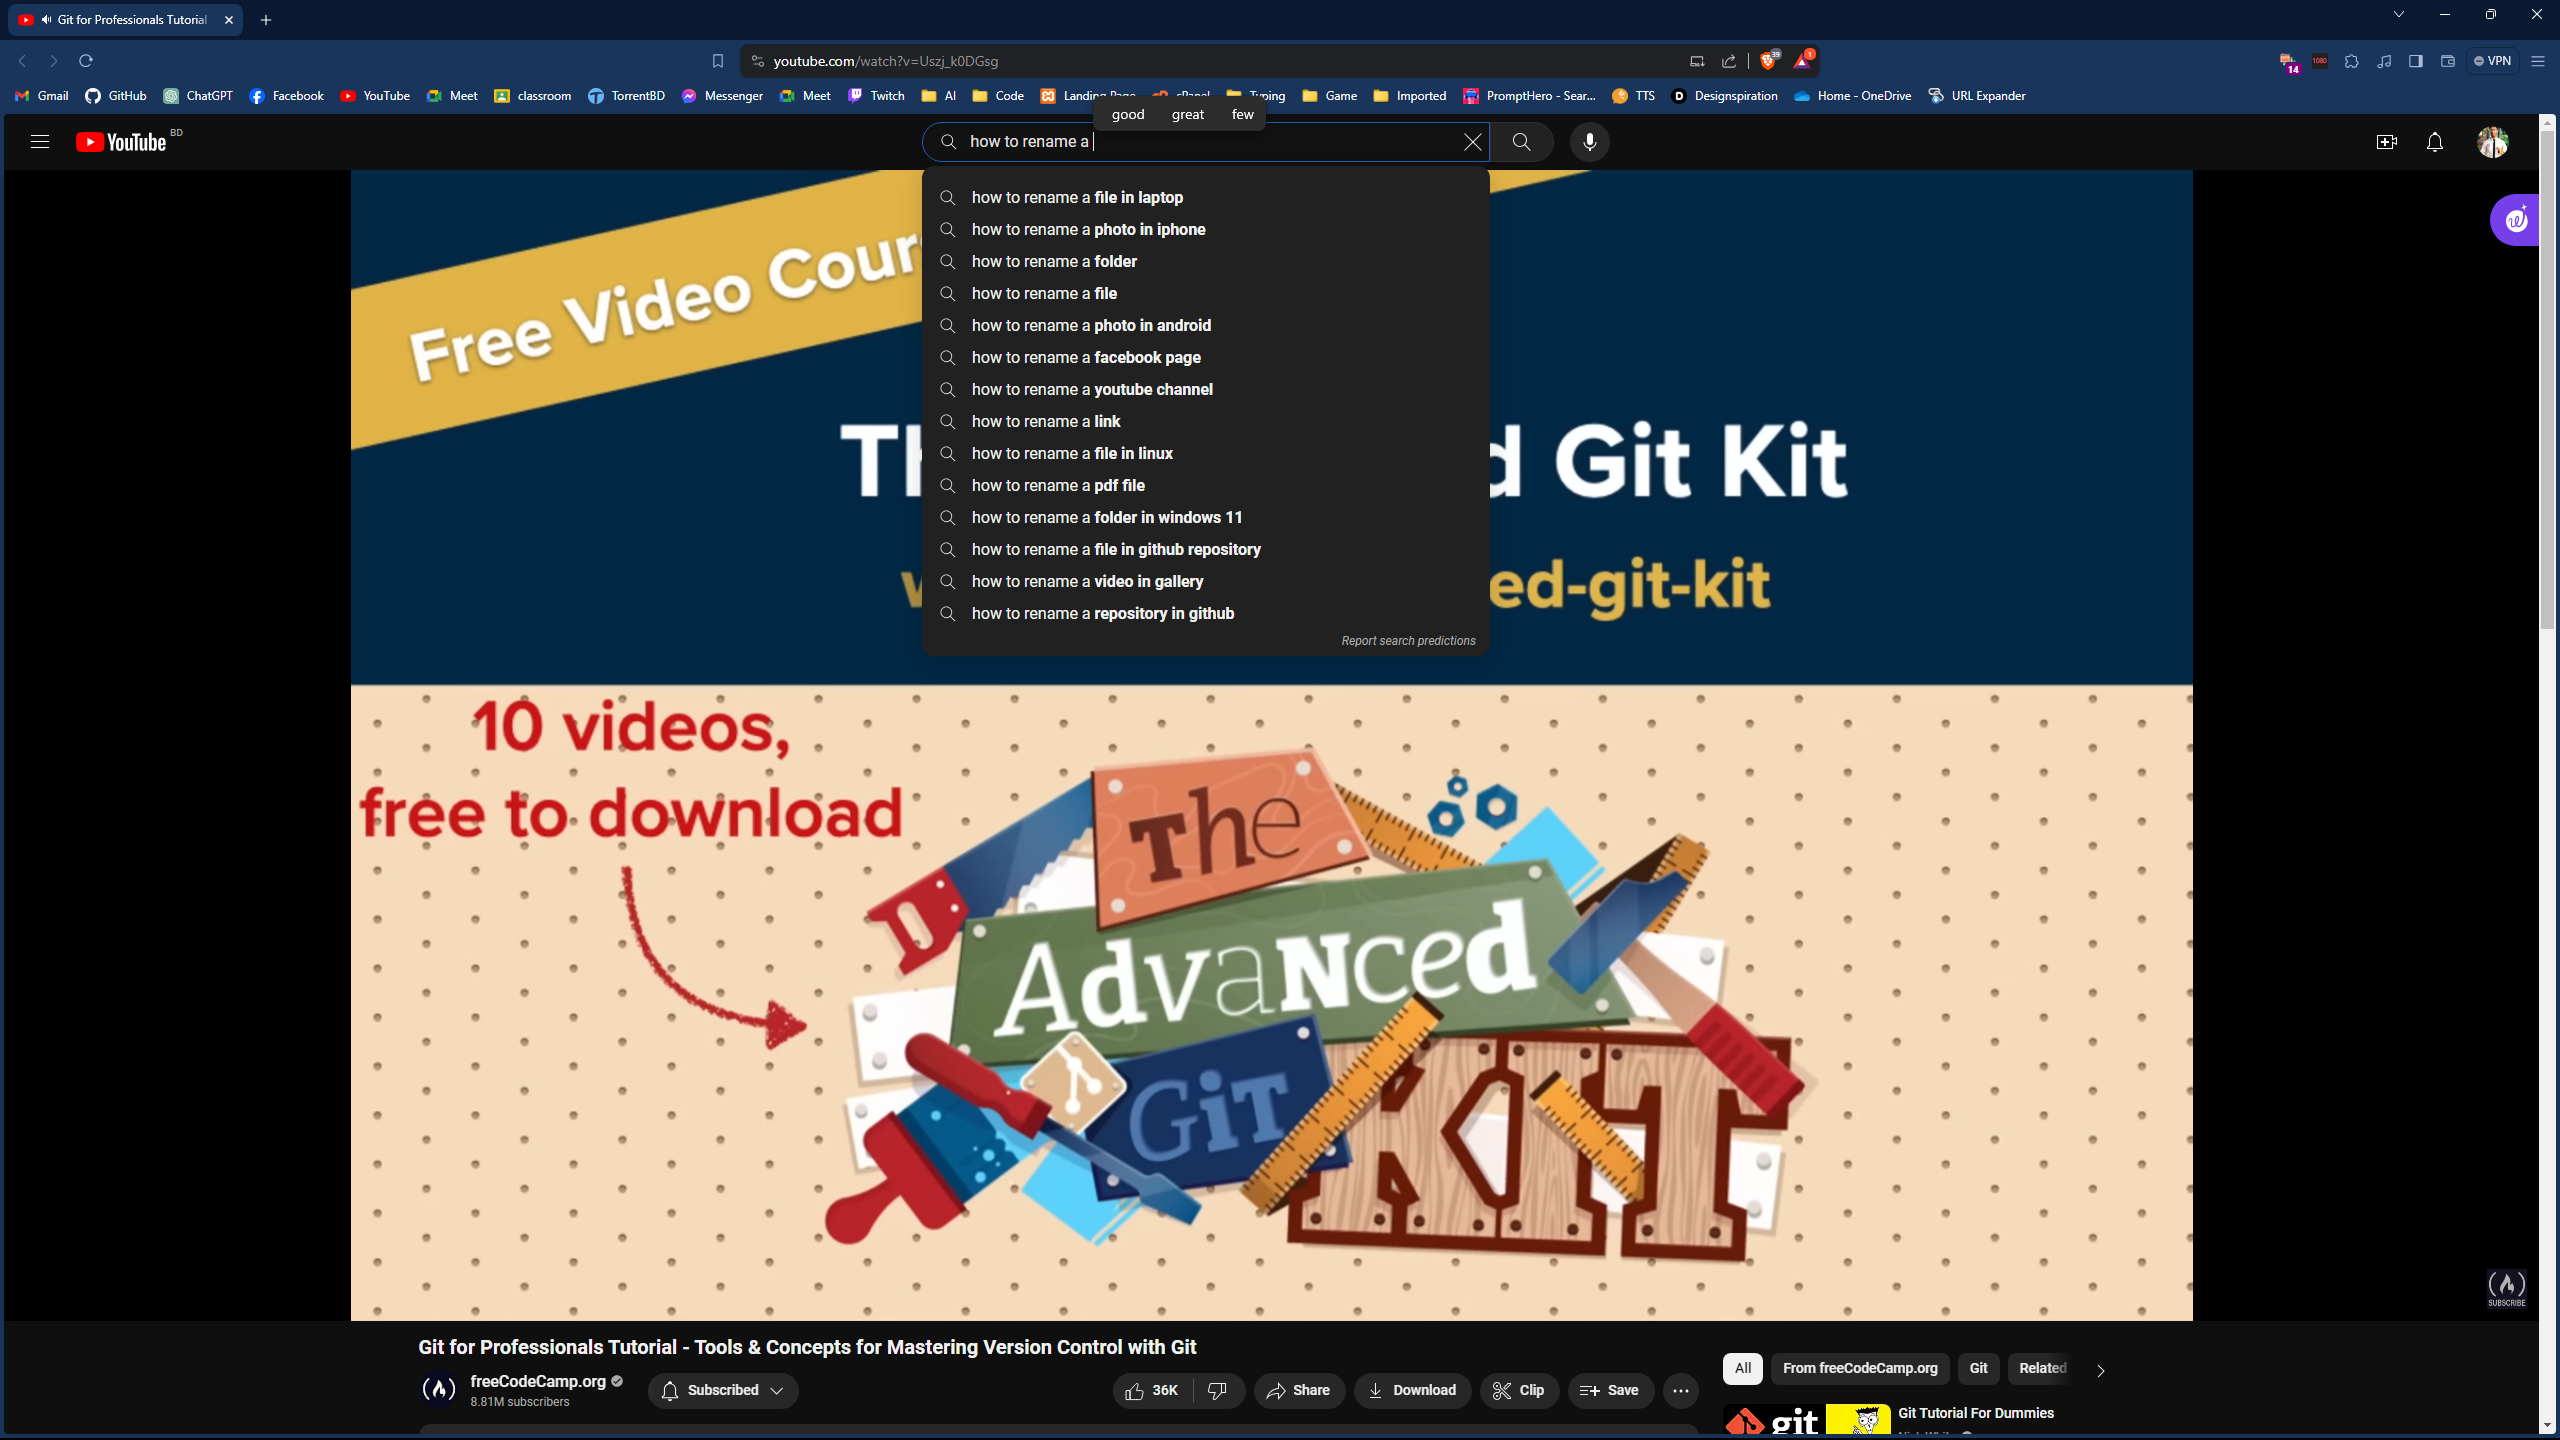 Git for Professionals Tutorial
youtube.com/watch?v=Uszj_k0DGsg
39
1
14
1080
VPN
Gmail
GitHub
ChatGPT
Facebook
YouTube
Meet
classroom
TorrentBD
Messenger
Meet
Twitch
AI
Code
Landing Page
cPanel
Typing
Game
Imported
PromptHero - Sear...
TTS
Designspiration
Home - OneDrive
URL Expander
good great few
YouTube BD
how to rename a
how to rename a file in laptop
how to rename a photo in iphone
how to rename a folder
how to rename a file
how to rename a photo in android
how to rename a facebook page
how to rename a youtube channel
how to rename a link
how to rename a file in linux
how to rename a pdf file
how to rename a folder in windows 11
how to rename a file in github repository
how to rename a video in gallery
how to rename a repository in github
Report search predictions
Free Video Cour
Th d Git Kit
ed-git-kit
10 videos,
free to download
The
Advanced
Git
KIT
SUBSCRIBE
Git for Professionals Tutorial - Tools & Concepts for Mastering Version Control with Git
freeCodeCamp.org
8.81M subscribers
Subscribed
36K
Share
Download
Clip
Save
All
From freeCodeCamp.org
Git
Related
git
Git Tutorial For Dummies